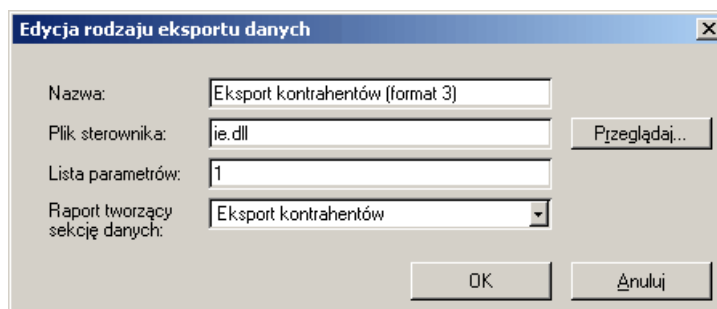 Edycja rodzaju eksportu danych
Nazwa: Eksport kontrahentów (format 3)
Plik sterownika: ie.dll Przeglądaj...
Lista parametrów: 1
Raport tworzący
sekcję danych: Eksport kontrahentów
OK Anuluj